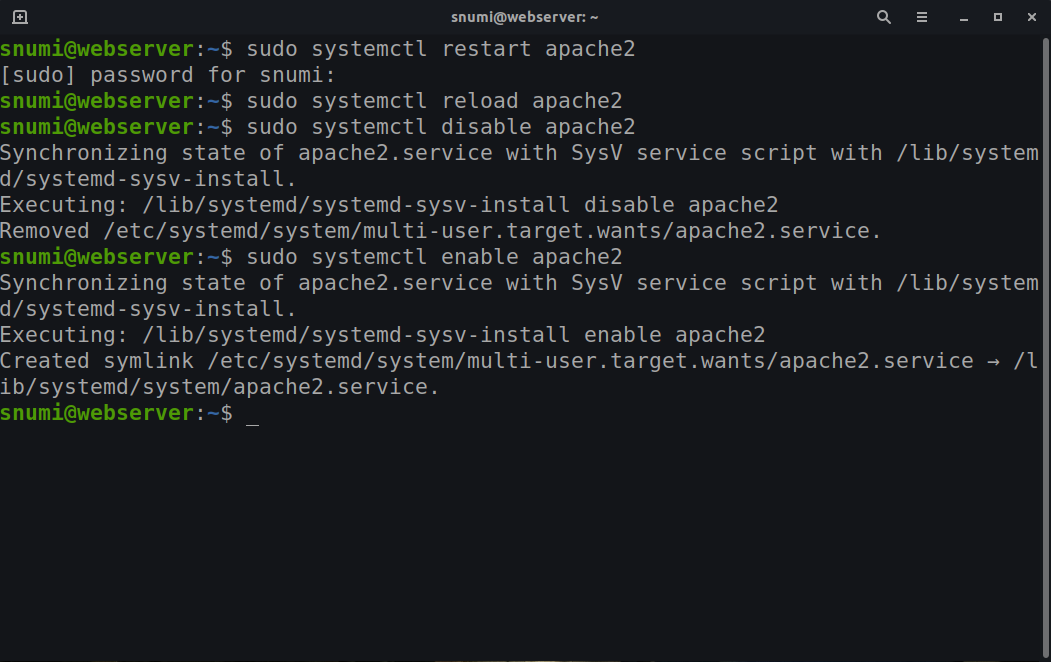 snumi@webserver: ~
snumi@webserver:~$ sudo systemctl restart apache2
[sudo] password for snumi:
snumi@webserver:~$ sudo systemctl reload apache2
snumi@webserver:~$ sudo systemctl disable apache2
Synchronizing state of apache2.service with SysV service script with /lib/system
d/systemd-sysv-install.
Executing: /lib/systemd/systemd-sysv-install disable apache2
Removed /etc/systemd/system/multi-user.target.wants/apache2.service.
snumi@webserver:~$ sudo systemctl enable apache2
Synchronizing state of apache2.service with SysV service script with /lib/system
d/systemd-sysv-install.
Executing: /lib/systemd/systemd-sysv-install enable apache2
Created symlink /etc/systemd/system/multi-user.target.wants/apache2.service → /l
ib/systemd/system/apache2.service.
snumi@webserver:~$ _